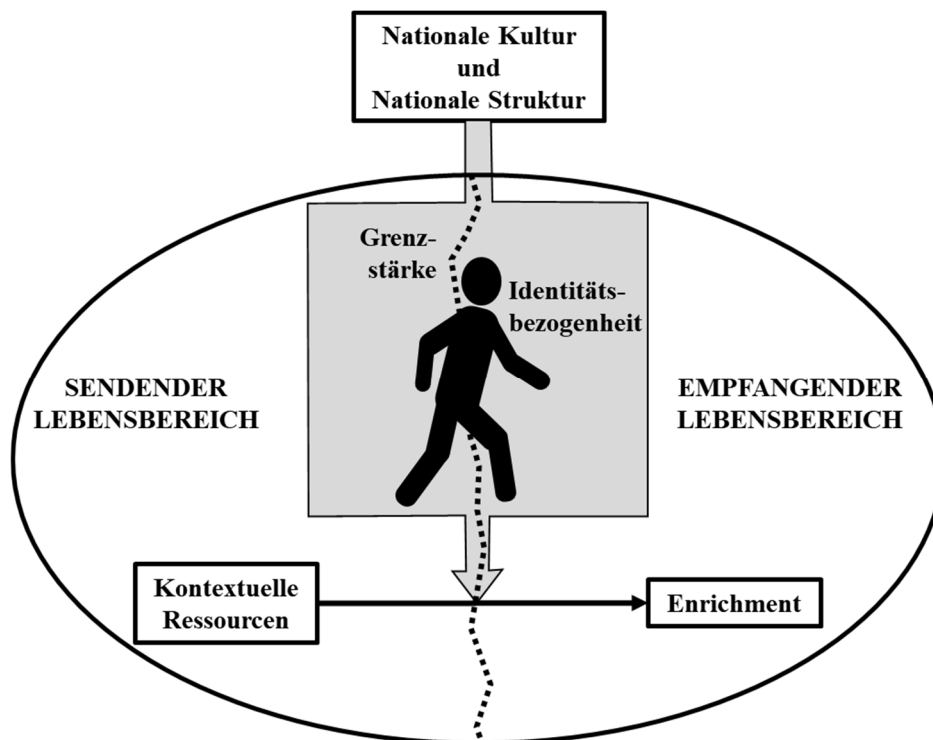 Nationale Kultur
und
Nationale Struktur
Grenz-
stärke
Identitäts-
bezogenheit
SENDENDER
LEBENSBEREICH
EMPFANGENDER
LEBENSBEREICH
Kontextuelle
Ressourcen
Enrichment